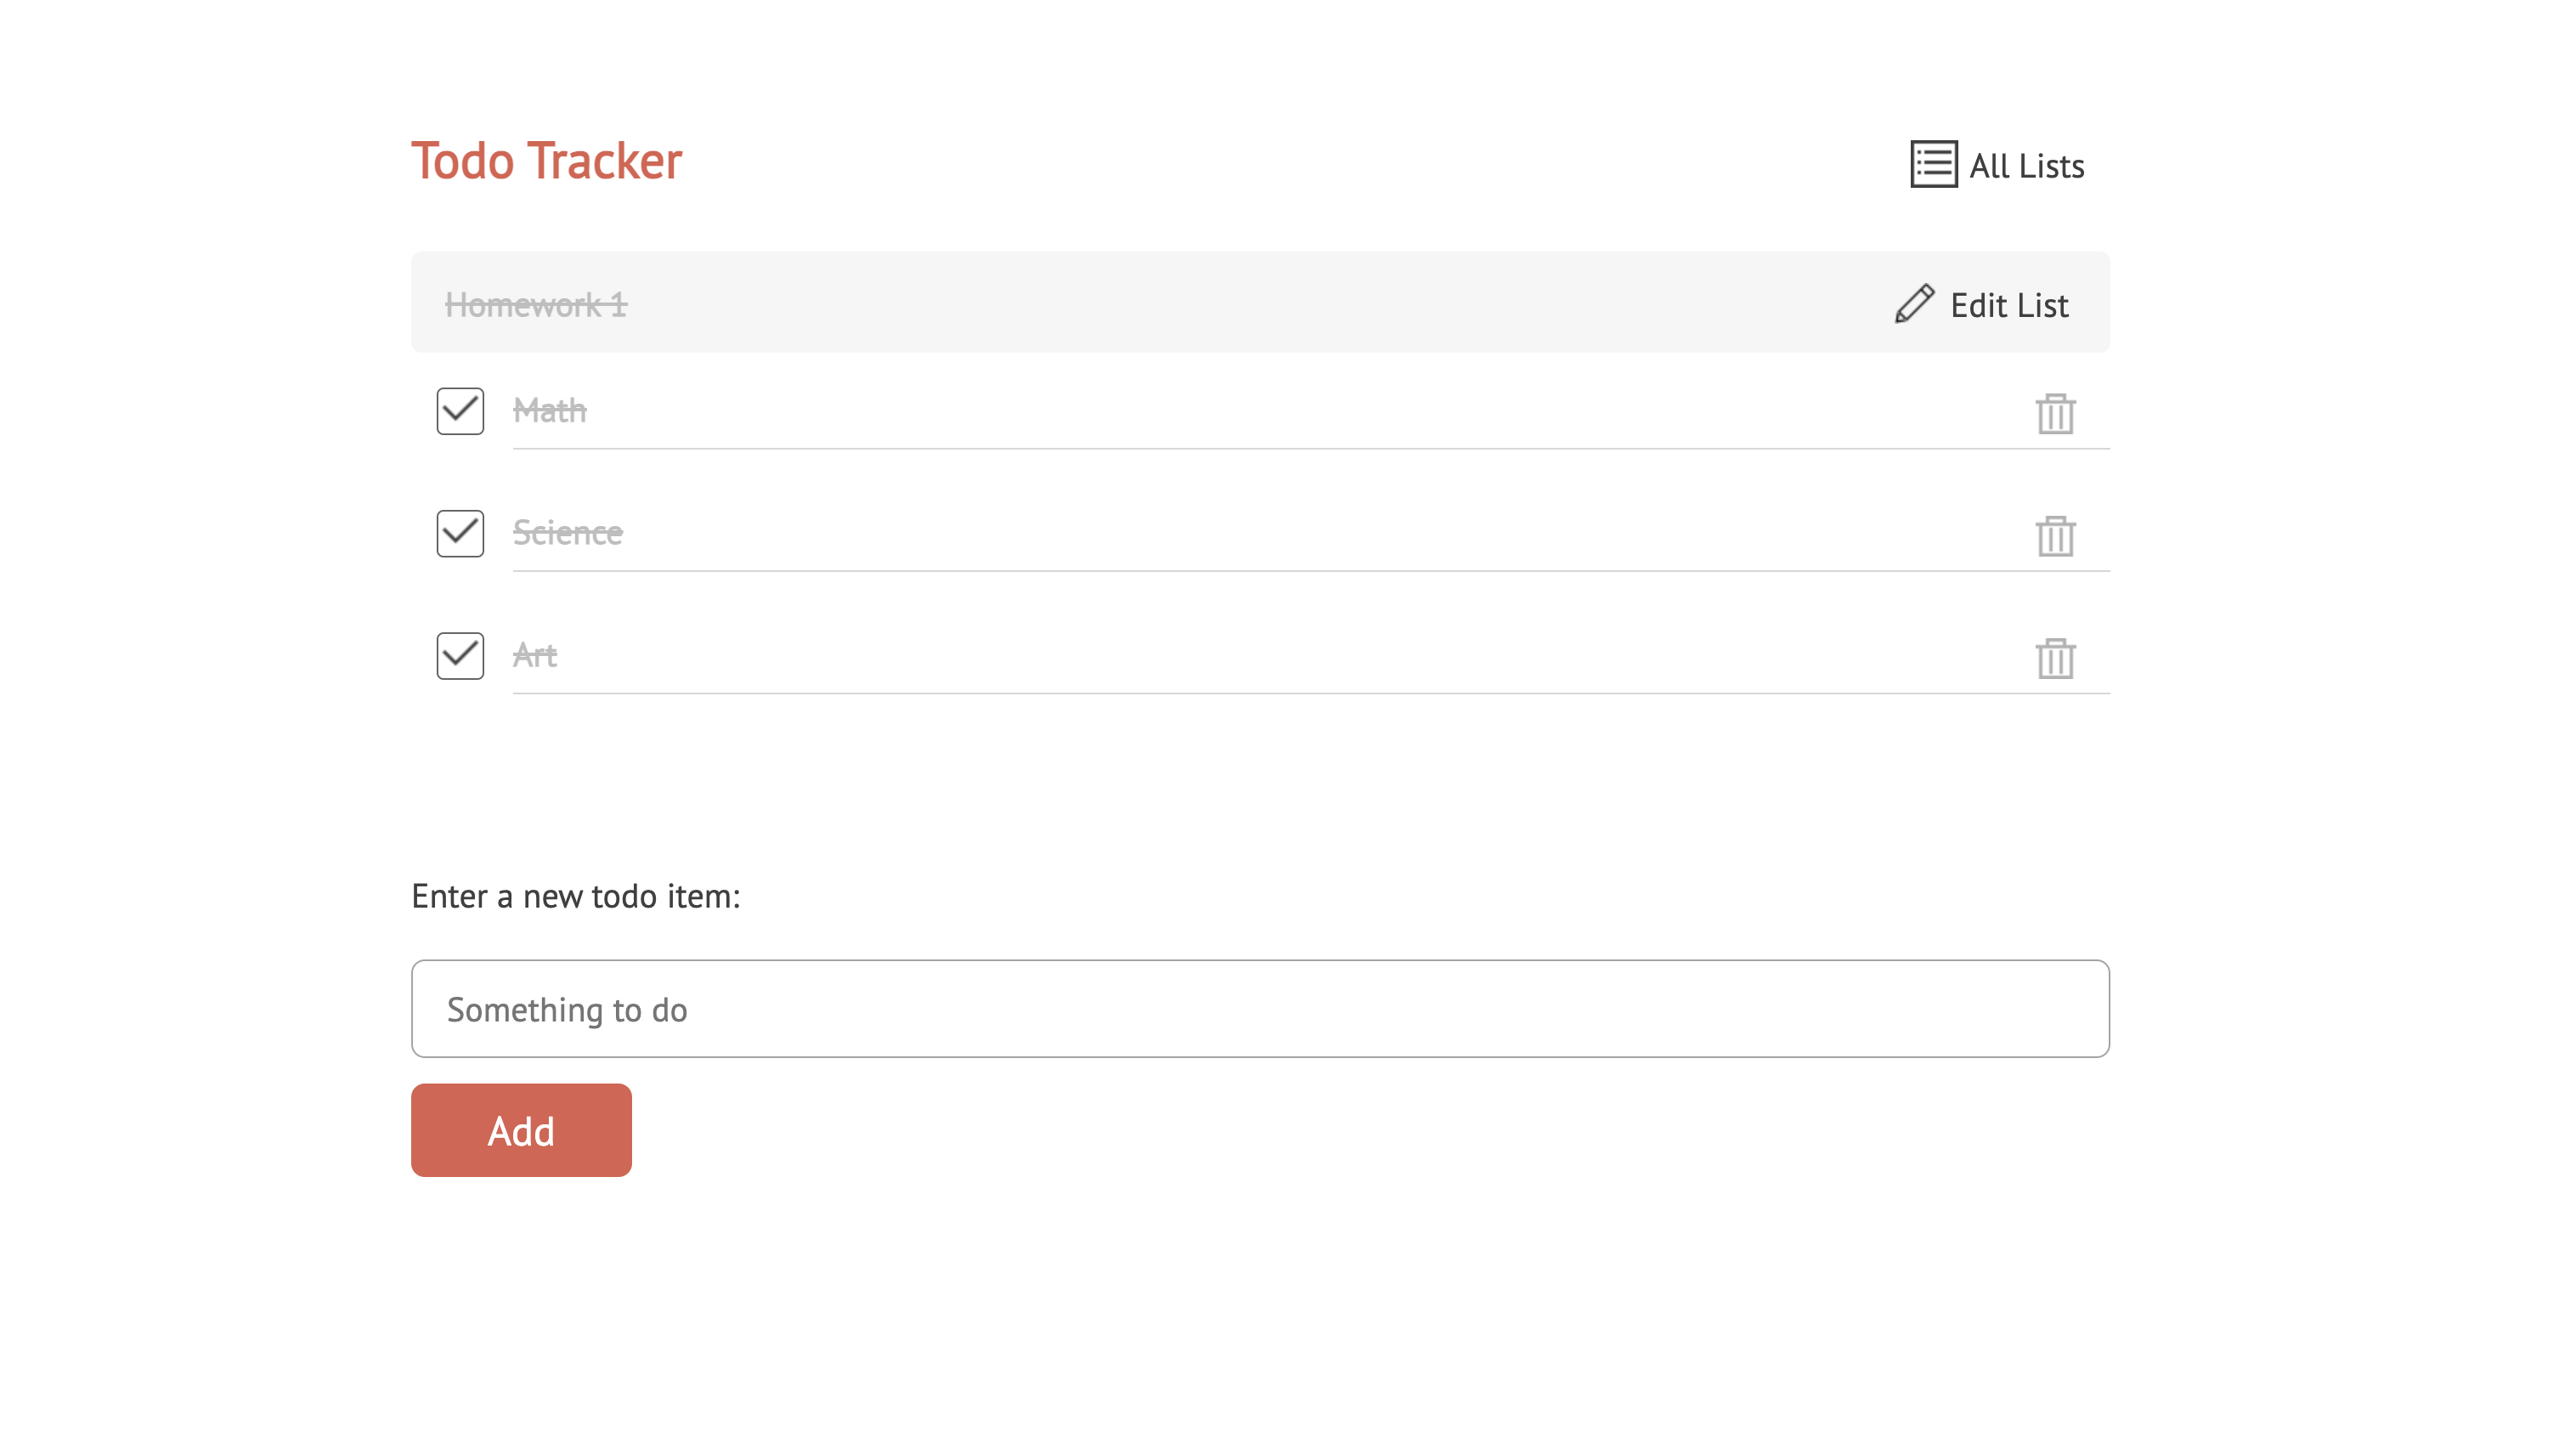 Todo Tracker
All Lists
Homework 1
Edit List
Math
Science
Art
Enter a new todo item:
Something to do
Add